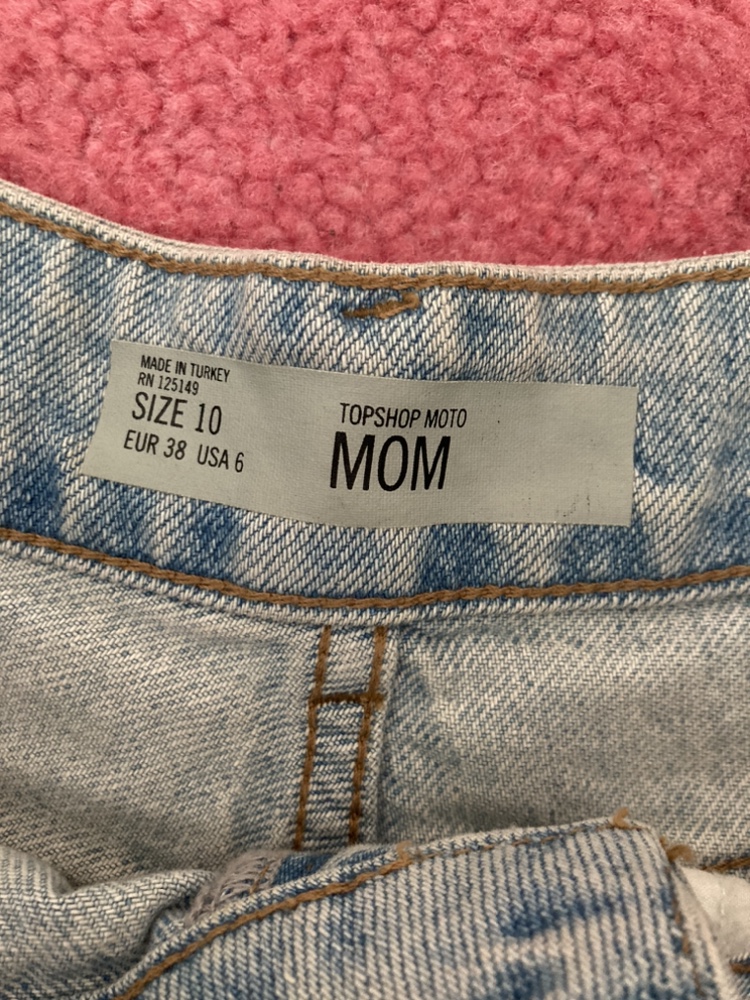 MADE IN TURKEY
RN 125149
SIZE 10
EUR 38 USA 6
TOPSHOP MOTO
MOM